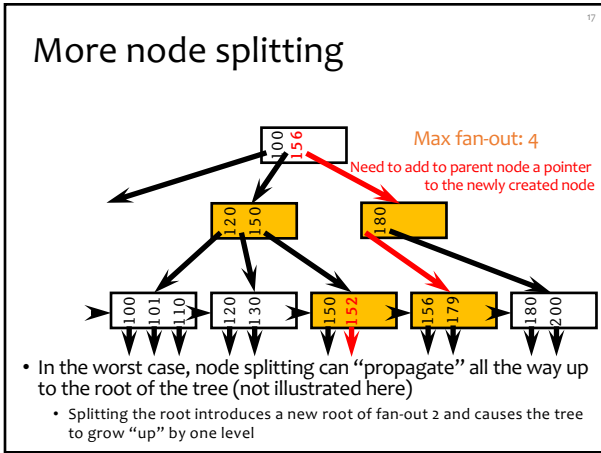 17
More node splitting
Max fan-out: 4
100
156
Need to add to parent node a pointer
to the newly created node
120
150
180
100
101
110
120
130
150
152
156
179
180
200
• In the worst case, node splitting can “propagate” all the way up
to the root of the tree (not illustrated here)
• Splitting the root introduces a new root of fan-out 2 and causes the
tree to grow “up” by one level